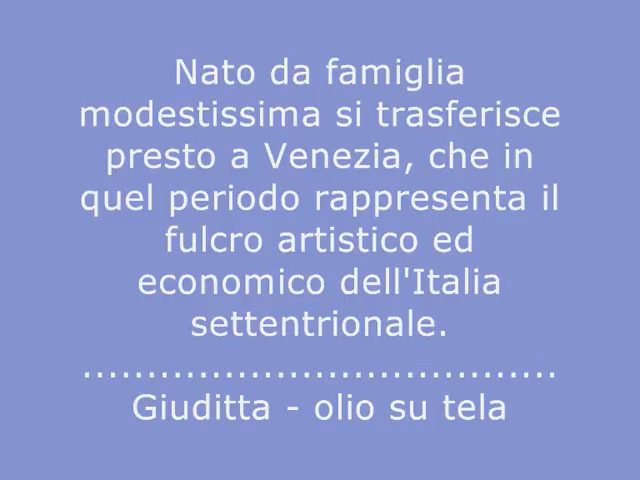 Nato da famiglia
modestissima si trasferisce
presto a Venezia, che in
quel periodo rappresenta il
fulcro artistico ed
economico dell'Italia
settentrionale.
.....................................
Giuditta - olio su tela